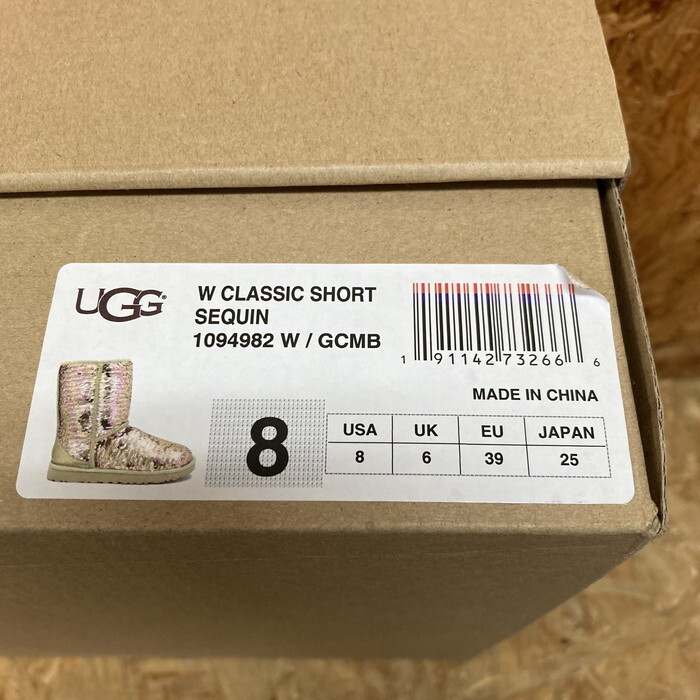 UGG®
W CLASSIC SHORT
SEQUIN
1094982 W / GCMB
1 91142 73266 6
MADE IN CHINA
8
USA UK EU JAPAN
8 6 39 25